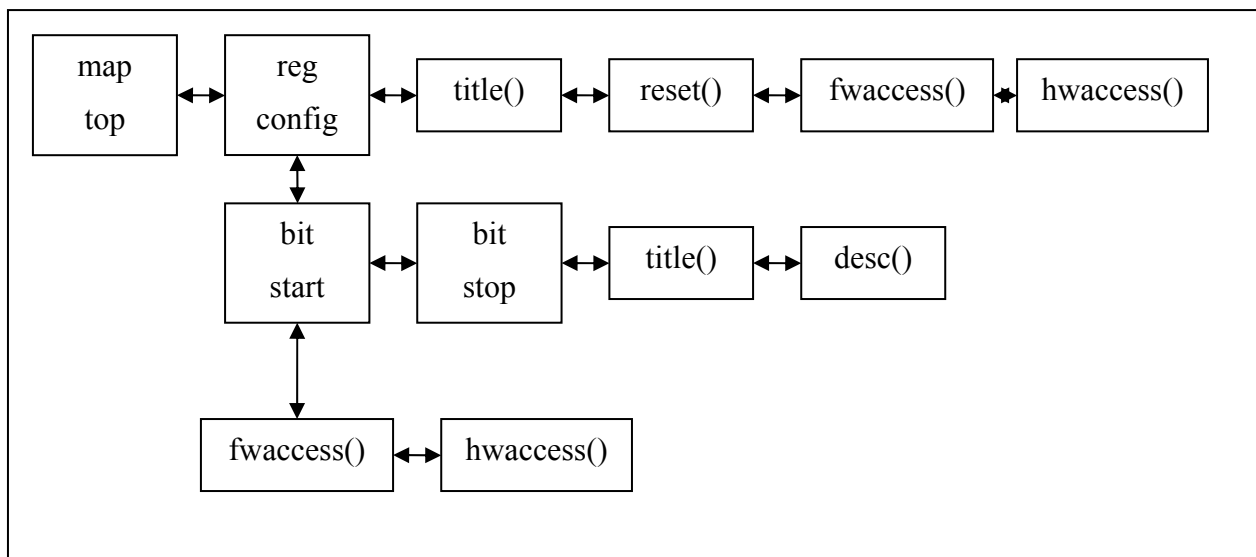 map
top
reg
config
title()
reset()
fwaccess()
hwaccess()
bit
start
bit
stop
title()
desc()
fwaccess()
hwaccess()